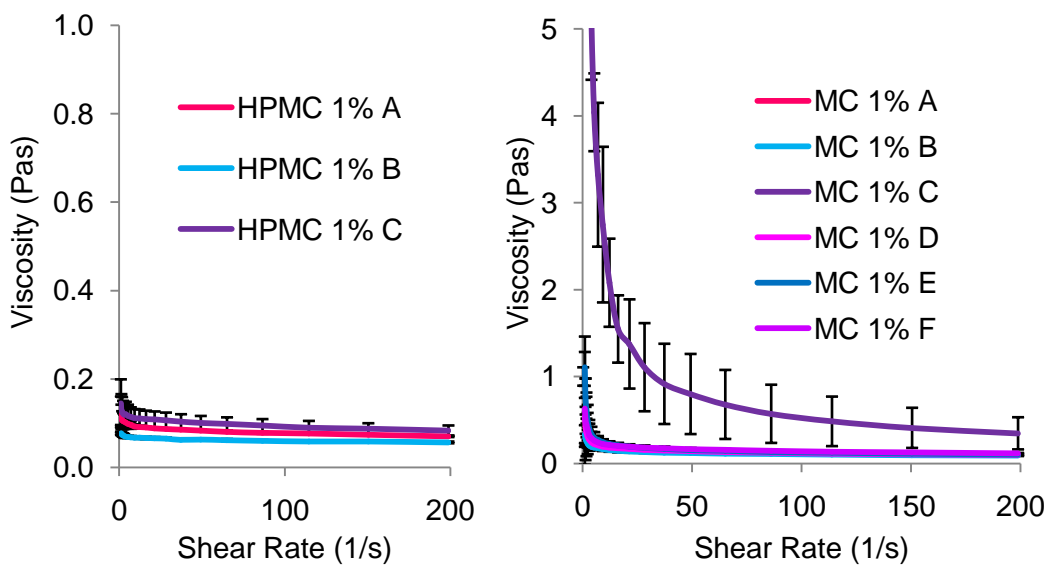 1.0
0.8
0.6
0.4
0.2
0.0
Viscosity (Pas)
HPMC 1% A
HPMC 1% B
HPMC 1% C
0 100 200
Shear Rate (1/s)
5
4
3
2
1
0
Viscosity (Pas)
MC 1% A
MC 1% B
MC 1% C
MC 1% D
MC 1% E
MC 1% F
0 50 100 150 200
Shear Rate (1/s)